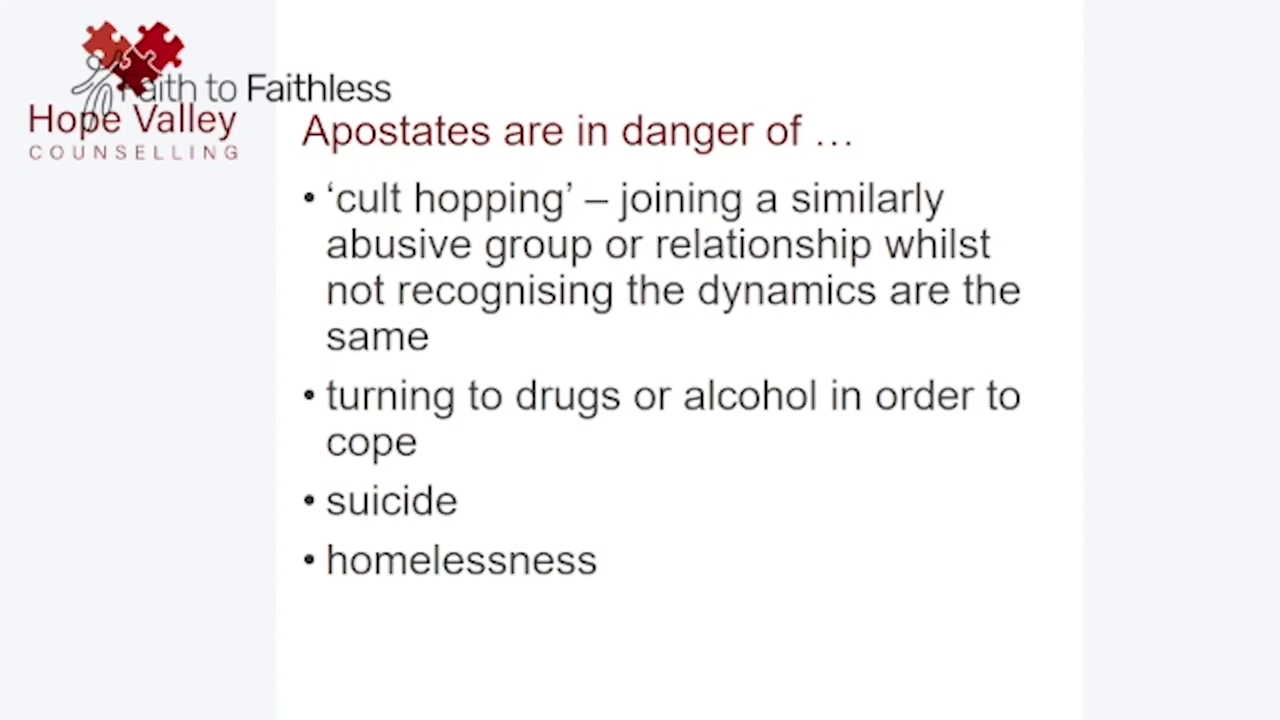 Faith to Faithless
Hope Valley
COUNSELLING
Apostates are in danger of …
• ‘cult hopping’ – joining a similarly
abusive group or relationship whilst
not recognising the dynamics are the
same
• turning to drugs or alcohol in order to
cope
• suicide
• homelessness